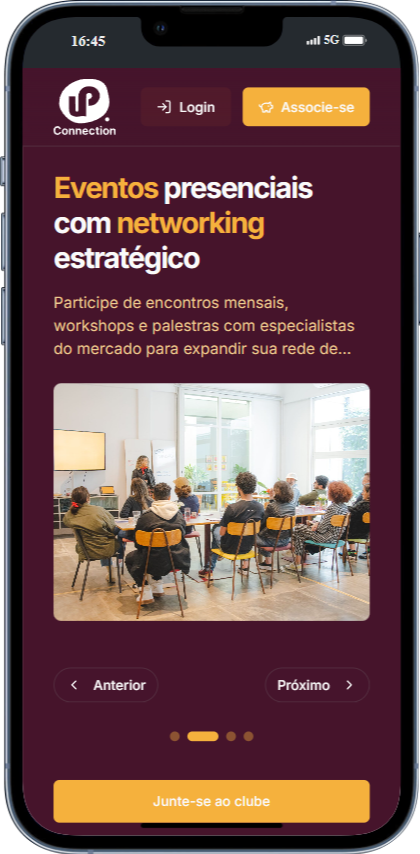 16:45
5G
UP.
Connection
Login
Associe-se
Eventos presenciais
com networking
estratégico
Participe de encontros mensais,
workshops e palestras com especialistas
do mercado para expandir sua rede de...
Anterior
Próximo
Junte-se ao clube